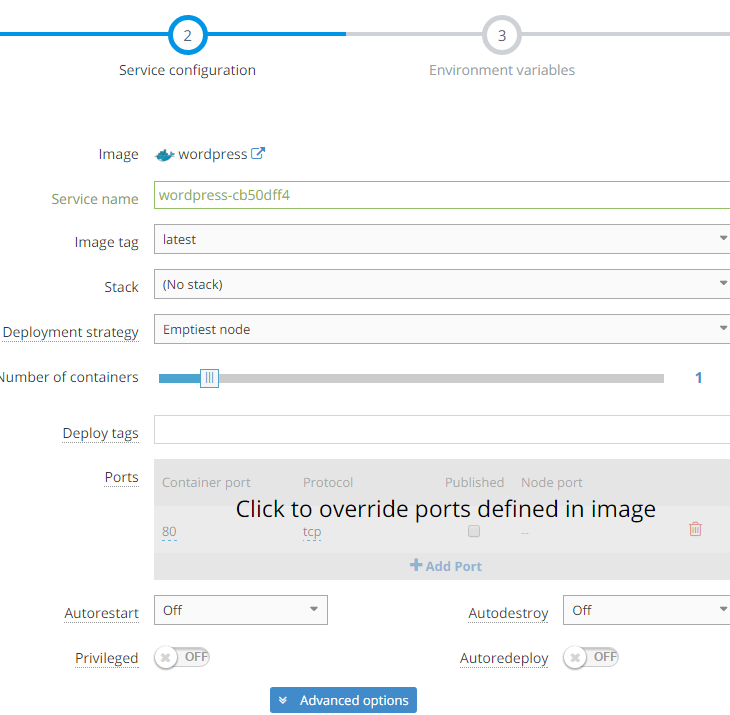 2
3
Service configuration
Environment variables
Image
wordpress
Service name
wordpress-cb50dff4
Image tag
latest
Stack
(No stack)
Deployment strategy
Emptiest node
Number of containers
1
Deploy tags
Ports
Container port Protocol Published Node port
Click to override ports defined in image
80 tcp --
Add Port
Autorestart
Off
Autodestroy
Off
Privileged
OFF
Autoredeploy
OFF
Advanced options